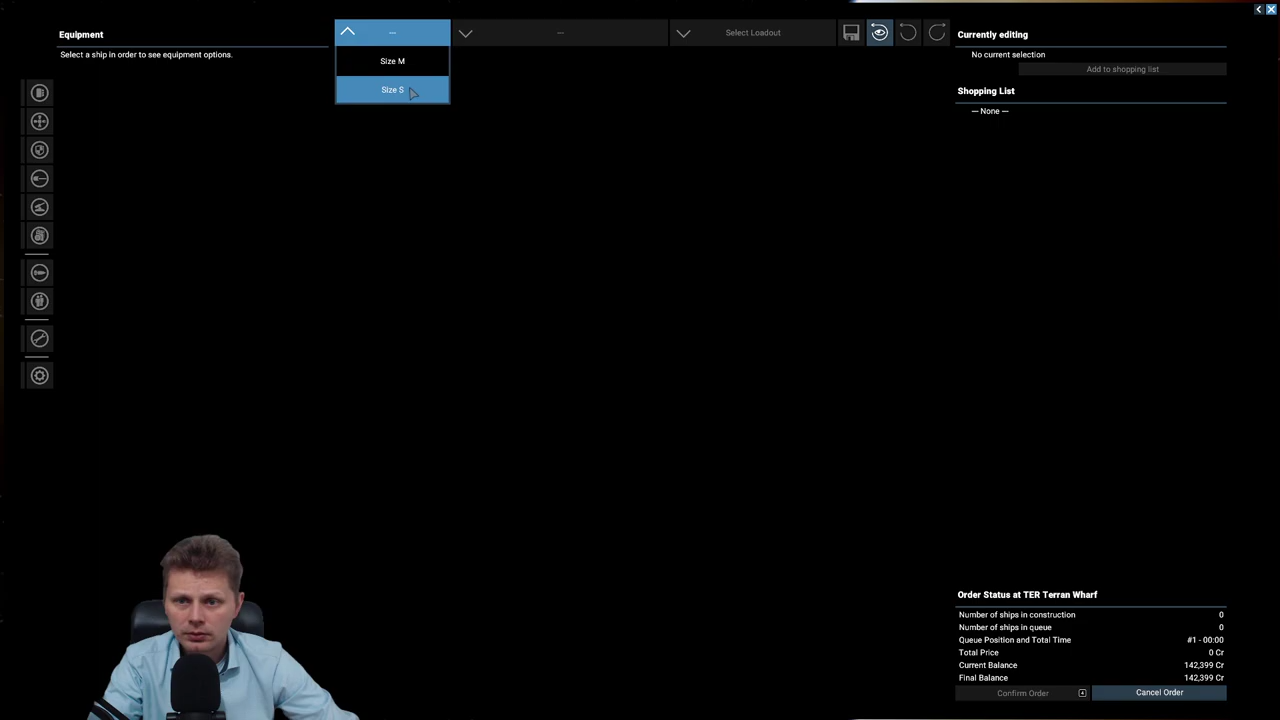 Equipment
Select a ship in order to see equipment options.
---
Size M
Size S
---
Select Loadout
Currently editing
No current selection
Add to shopping list
Shopping List
--- None ---
Order Status at TER Terran Wharf
Number of ships in construction 0
Number of ships in queue 0
Queue Position and Total Time #1 - 00:00
Total Price 0 Cr
Current Balance 142,399 Cr
Final Balance 142,399 Cr
Confirm Order
Cancel Order